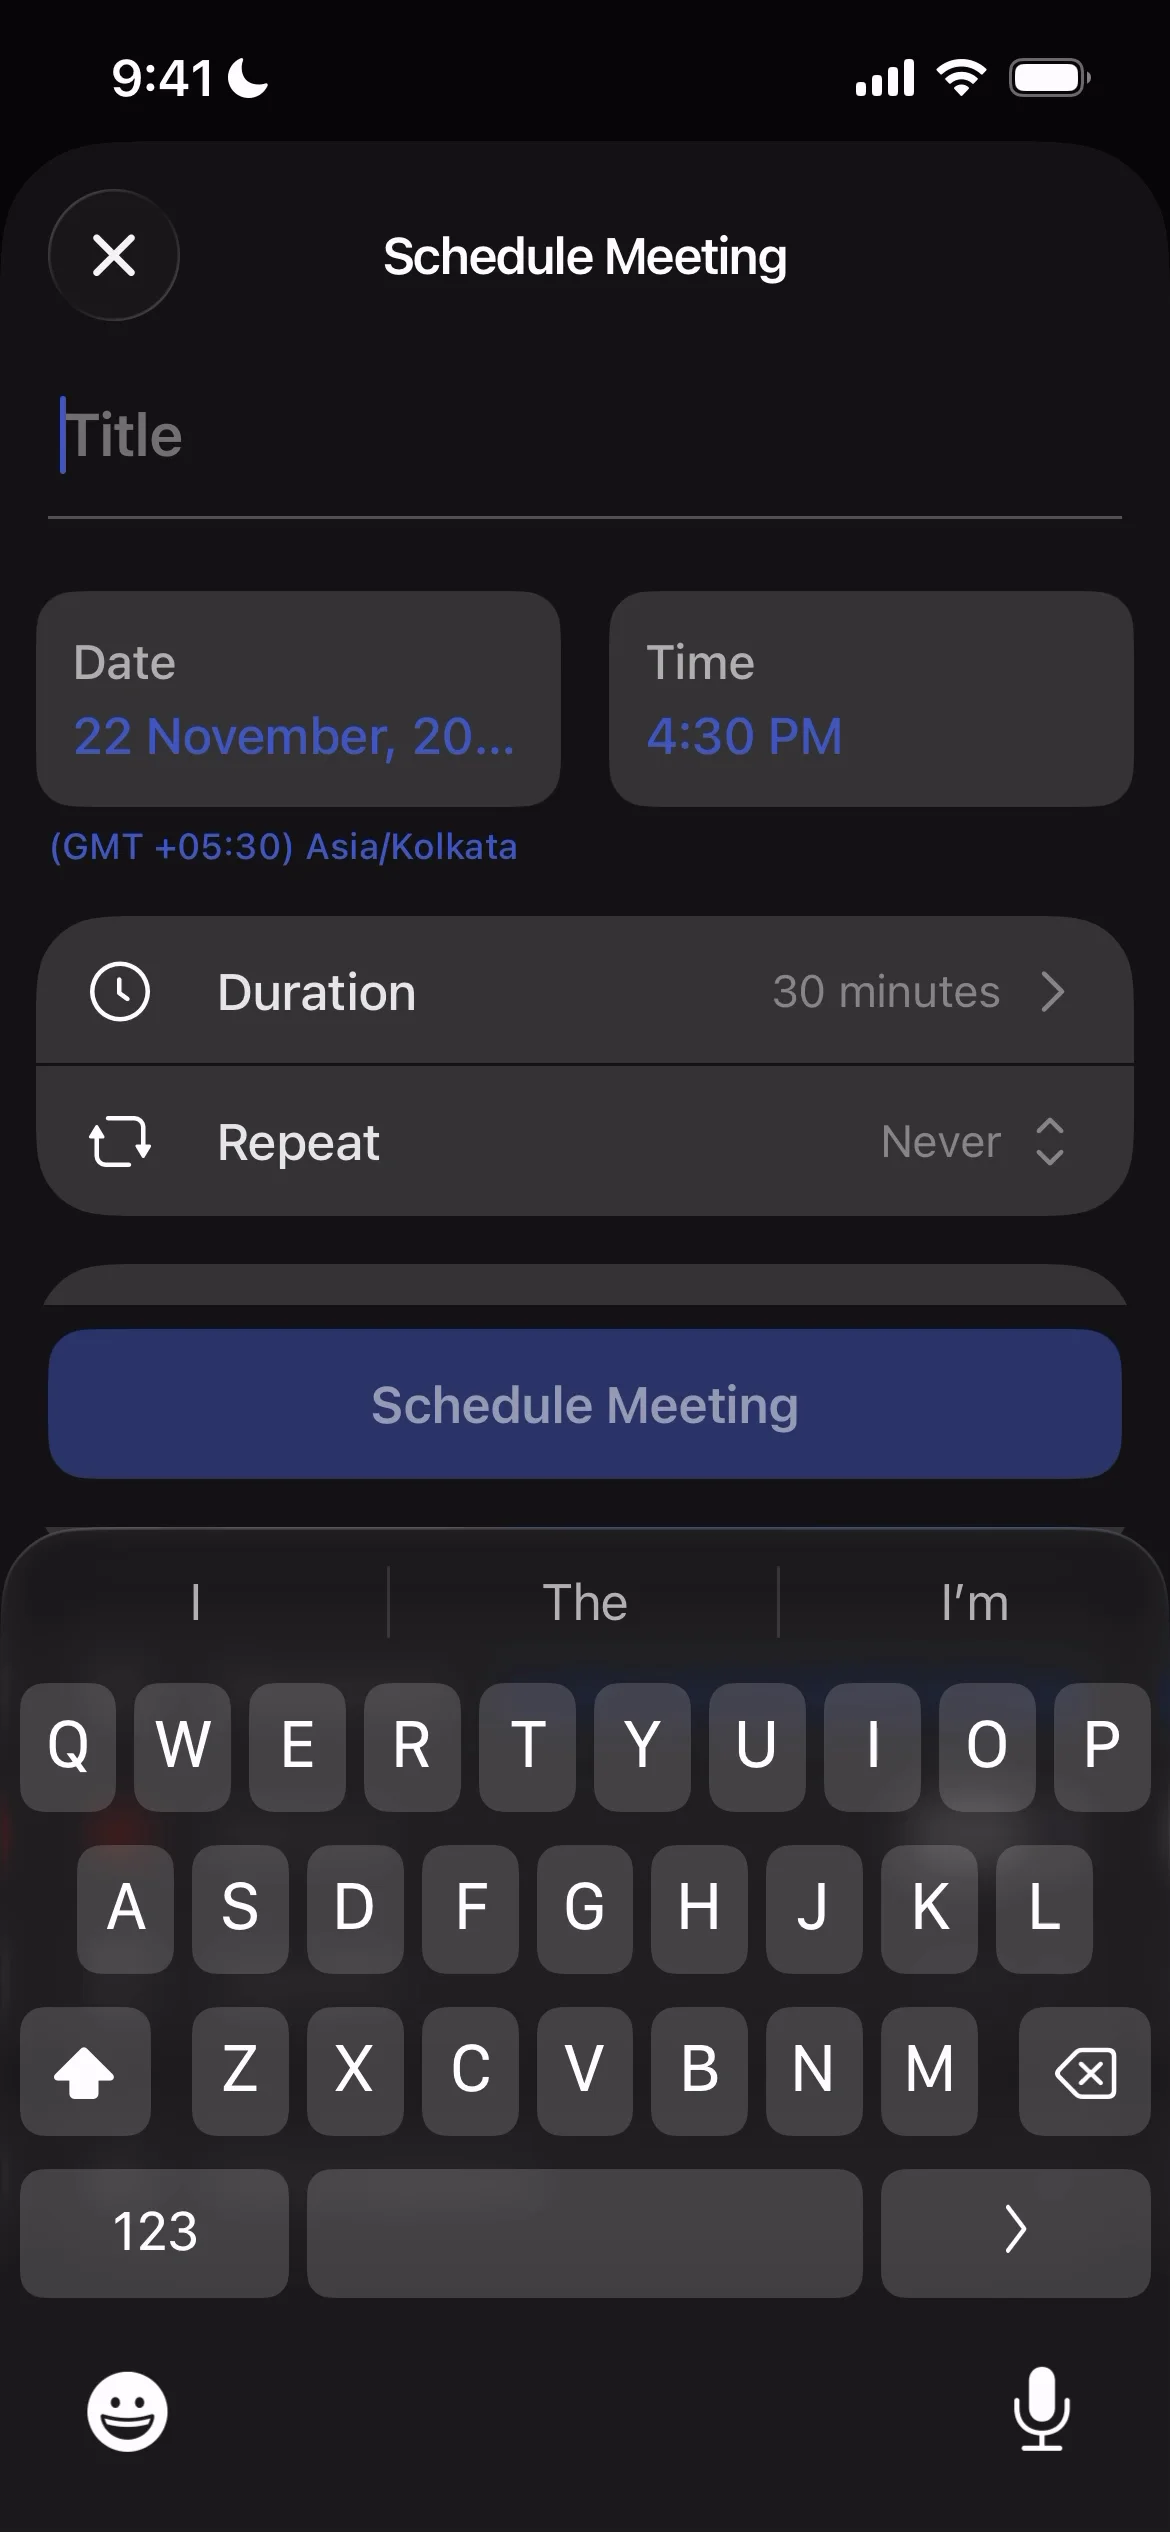 9:41
Schedule Meeting
Title
Date
22 November, 20...
Time
4:30 PM
(GMT +05:30) Asia/Kolkata
Duration
30 minutes
Repeat
Never
Schedule Meeting
I
The
I’m
Q W E R T Y U I O P
A S D F G H J K L
Z X C V B N M
123